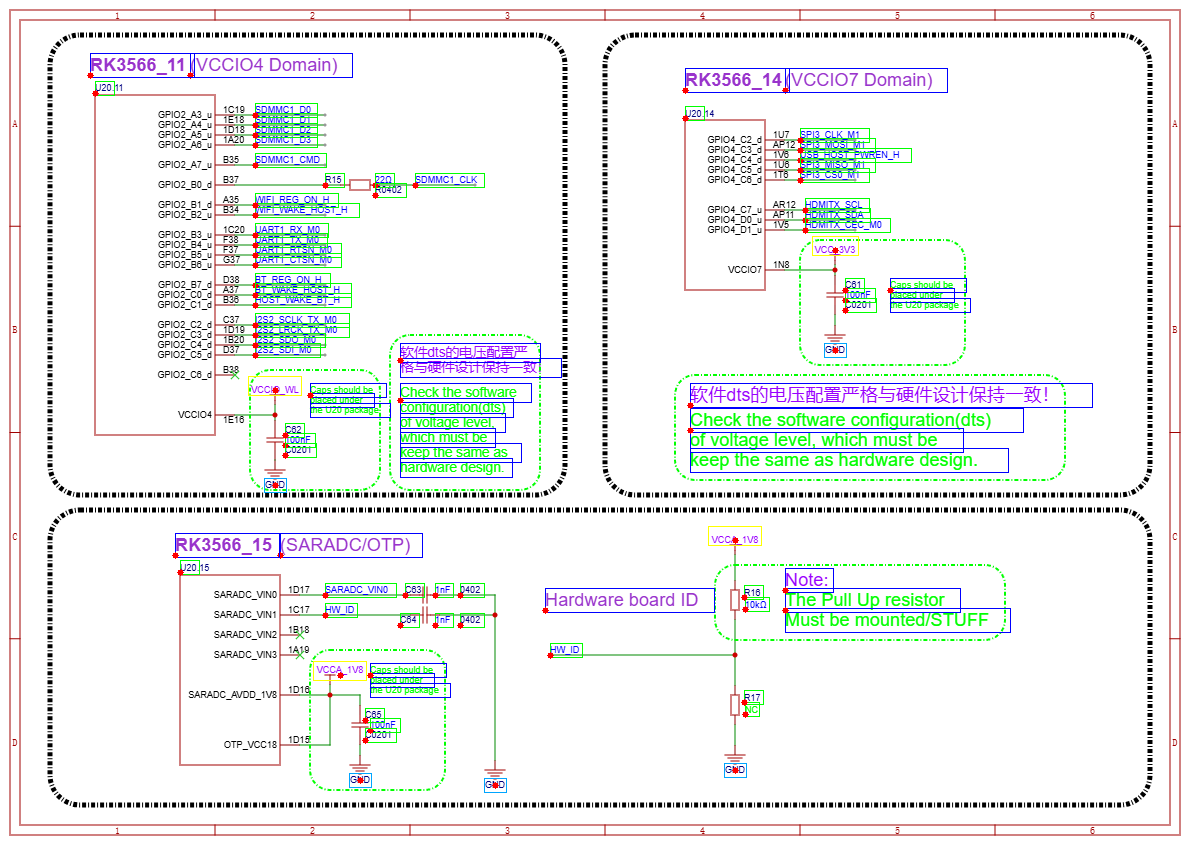 1 2 3 4 5 6
A A
B B
C C
D D
RK3566_11 (VCCIO4 Domain)
U20.11
GPIO2_A3_u 1C19 SDMMC1_D0
GPIO2_A4_u 1E18 SDMMC1_D1
GPIO2_A5_u 1D18 SDMMC1_D2
GPIO2_A6_u 1A20 SDMMC1_D3
GPIO2_A7_u B35 SDMMC1_CMD
GPIO2_B0_d B37 R15 22Ω R0402 SDMMC1_CLK
GPIO2_B1_d A35 WIFI_REG_ON_H
GPIO2_B2_u B34 WIFI_WAKE_HOST_H
GPIO2_B3_u 1C20 UART1_RX_M0
GPIO2_B4_u F38 UART1_TX_M0
GPIO2_B5_u F37 UART1_RTSN_M0
GPIO2_B6_u G37 UART1_CTSN_M0
GPIO2_B7_d D38 BT_REG_ON_H
GPIO2_C0_d A37 BT_WAKE_HOST_H
GPIO2_C1_d B36 HOST_WAKE_BT_H
GPIO2_C2_d C37 I2S2_SCLK_TX_M0
GPIO2_C3_d 1D19 I2S2_LRCK_TX_M0
GPIO2_C4_d 1B20 I2S2_SDO_M0
GPIO2_C5_d D37 I2S2_SDI_M0
GPIO2_C6_d B38
VCCIO4 1E16
VCCIO_WL
C62
100nF
C0201
GND
Caps should be
placed under
the U20 package
软件dts的电压配置严
格与硬件设计保持一致
Check the software
configuration(dts)
of voltage level,
which must be
keep the same as
hardware design.
RK3566_14 (VCCIO7 Domain)
U20.14
GPIO4_C2_d 1U7 SPI3_CLK_M1
GPIO4_C3_d AP12 SPI3_MOSI_M1
GPIO4_C4_d 1V6 USB_HOST_PWREN_H
GPIO4_C5_d 1U6 SPI3_MISO_M1
GPIO4_C6_d 1T6 SPI3_CS0_M1
GPIO4_C7_u AR12 HDMITX_SCL
GPIO4_D0_u AP11 HDMITX_SDA
GPIO4_D1_u 1V5 HDMITX_CEC_M0
VCCIO7 1N8
VCC_3V3
C61
100nF
C0201
GND
Caps should be
placed under
the U20 package
软件dts的电压配置严格与硬件设计保持一致！
Check the software configuration(dts)
of voltage level, which must be
keep the same as hardware design.
RK3566_15 (SARADC/OTP)
U20.15
SARADC_VIN0 1D17 SARADC_VIN0 C63 1nF 0402
SARADC_VIN1 1C17 HW_ID C64 1nF 0402
SARADC_VIN2 1B18
SARADC_VIN3 1A19
SARADC_AVDD_1V8 1D16
OTP_VCC18 1D15
VCCA_1V8
Caps should be
placed under
the U20 package
C65
100nF
C0201
GND
GND
Hardware board ID
HW_ID
VCCA_1V8
R16
10kΩ
Note:
The Pull Up resistor
Must be mounted/STUFF
R17
NC
GND
1 2 3 4 5 6